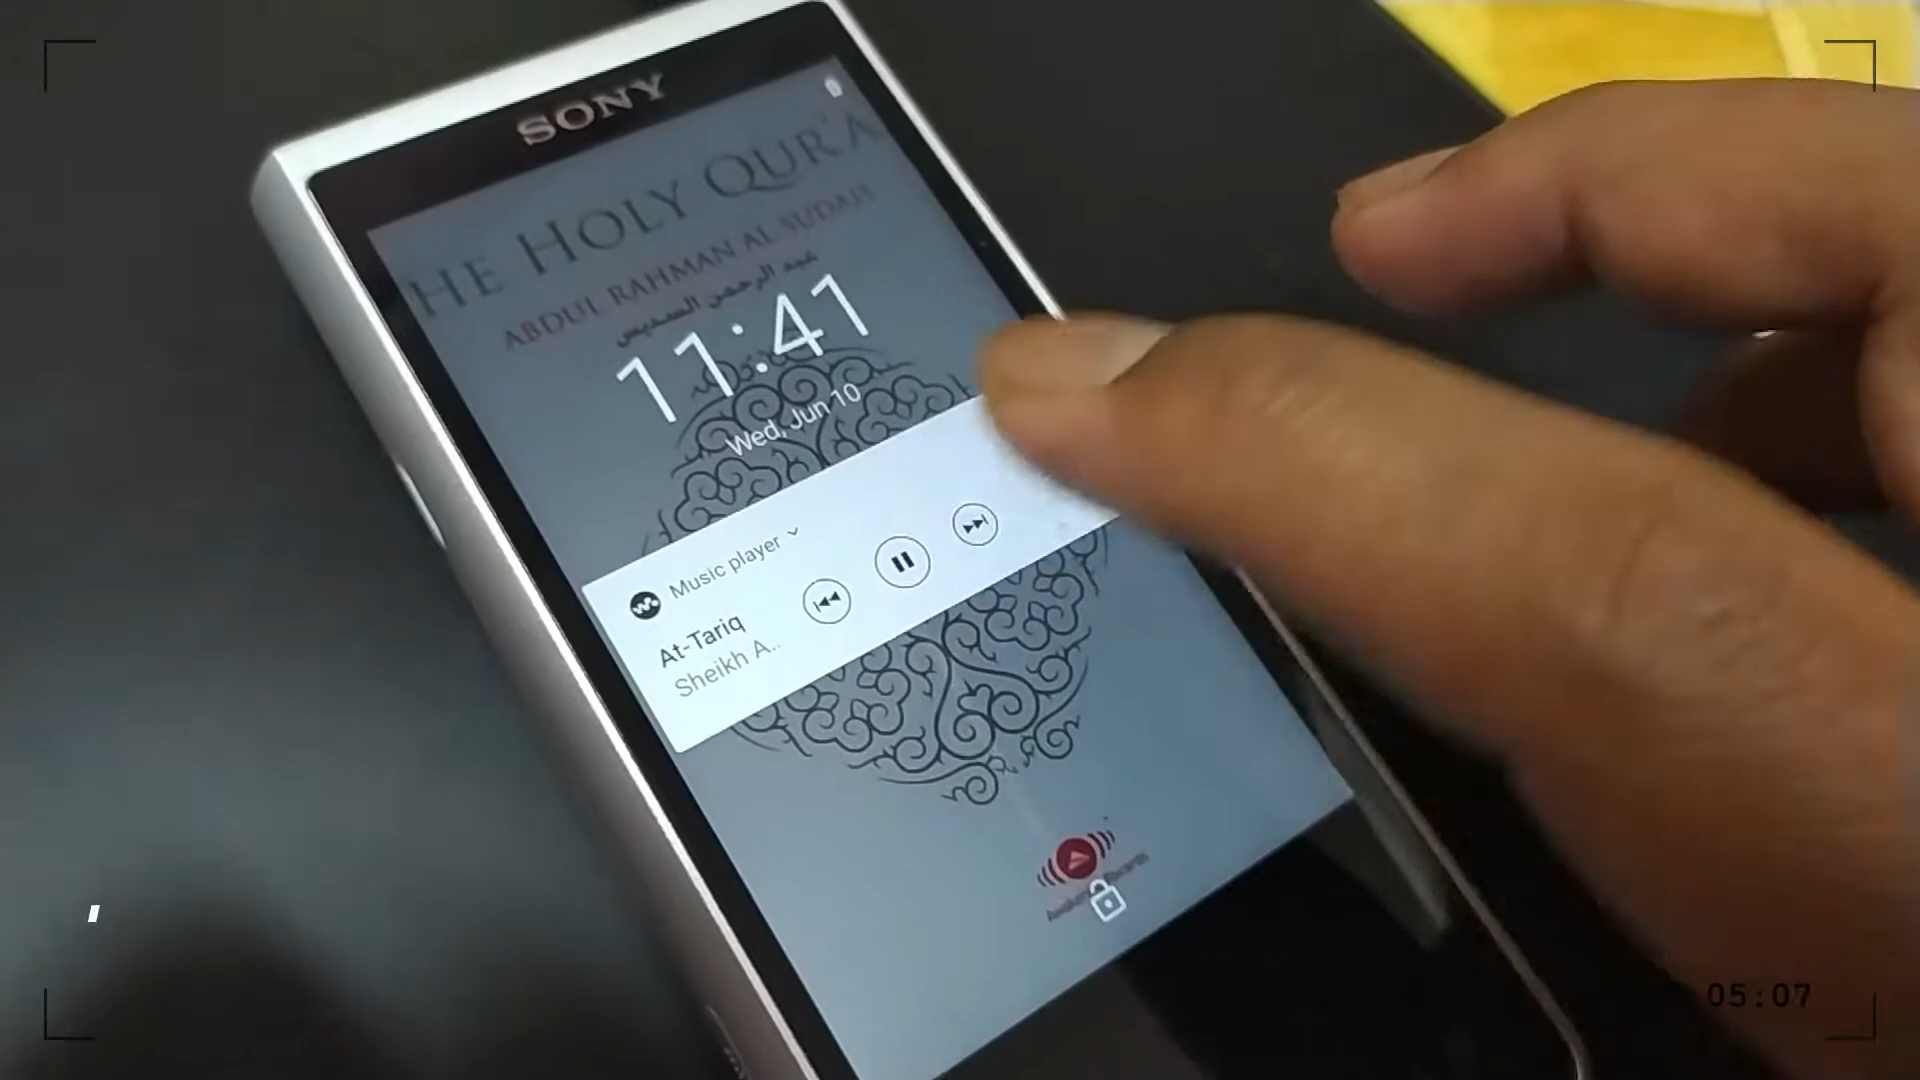 SONY
HE HOLY QUR'A
ABDUL RAHMAN AL SUDAIS
عبد الرحمن السديس
11:41
Wed, Jun 10
Music player
At-Tariq
Sheikh A..
05:07